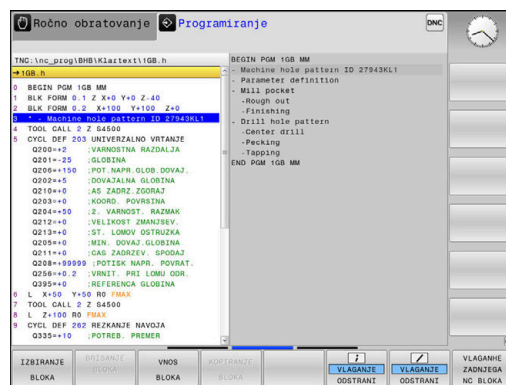 Ročno obratovanje
Programiranje
DNC
TNC:\nc_prog\BHB\Klartext\1GB.h
→1GB.h
0 BEGIN PGM 1GB MM
1 BLK FORM 0.1 Z X+0 Y+0 Z-40
2 BLK FORM 0.2 X+100 Y+100 Z+0
3 * - Machine hole pattern ID 27943KL1
4 TOOL CALL 2 Z S4500
5 CYCL DEF 203 UNIVERZALNO VRTANJE
Q200=+2 ;VARNOSTNA RAZDALJA
Q201=-25 ;GLOBINA
Q206=+150 ;POT.NAPR.GLOB.DOVAJ.
Q202=+5 ;DOVAJALNA GLOBINA
Q210=+0 ;AS ZADRZ.ZGORAJ
Q203=+0 ;KOORD. POVRSINA
Q204=+50 ;2. VARNOST. RAZMAK
Q212=+0 ;VELIKOST ZMANJSEV.
Q213=+0 ;ST. LOMOV OSTRUZKA
Q205=+0 ;MIN. DOVAJ.GLOBINA
Q211=+0 ;CAS ZADRZEV. SPODAJ
Q208=+99999 ;POTISK NAPR. POVRAT.
Q256=+0.2 ;VRNIT. PRI LOMU ODR.
Q395=+0 ;REFERENCA GLOBINA
6 L X+50 Y+50 R0 FMAX
7 TOOL CALL 2 Z S4500
8 L Z+100 R0 FMAX
9 CYCL DEF 262 REZKANJE NAVOJA
Q335=+10 ;POTREB. PREMER
BEGIN PGM 1GB MM
- Machine hole pattern ID 27943KL1
- Parameter definition
- Mill pocket
-Rough out
-Finishing
- Drill hole pattern
-Center drill
-Pecking
-Tapping
END PGM 1GB MM
IZBIRANJE
BLOKA
BRISANJE
BLOKA
VNOS
BLOKA
KOPIRANJE
BLOKA
VLAGANJE
ODSTRANI
VLAGANJE
ODSTRANI
VLAGANHE
ZADNJEGA
NC BLOKA